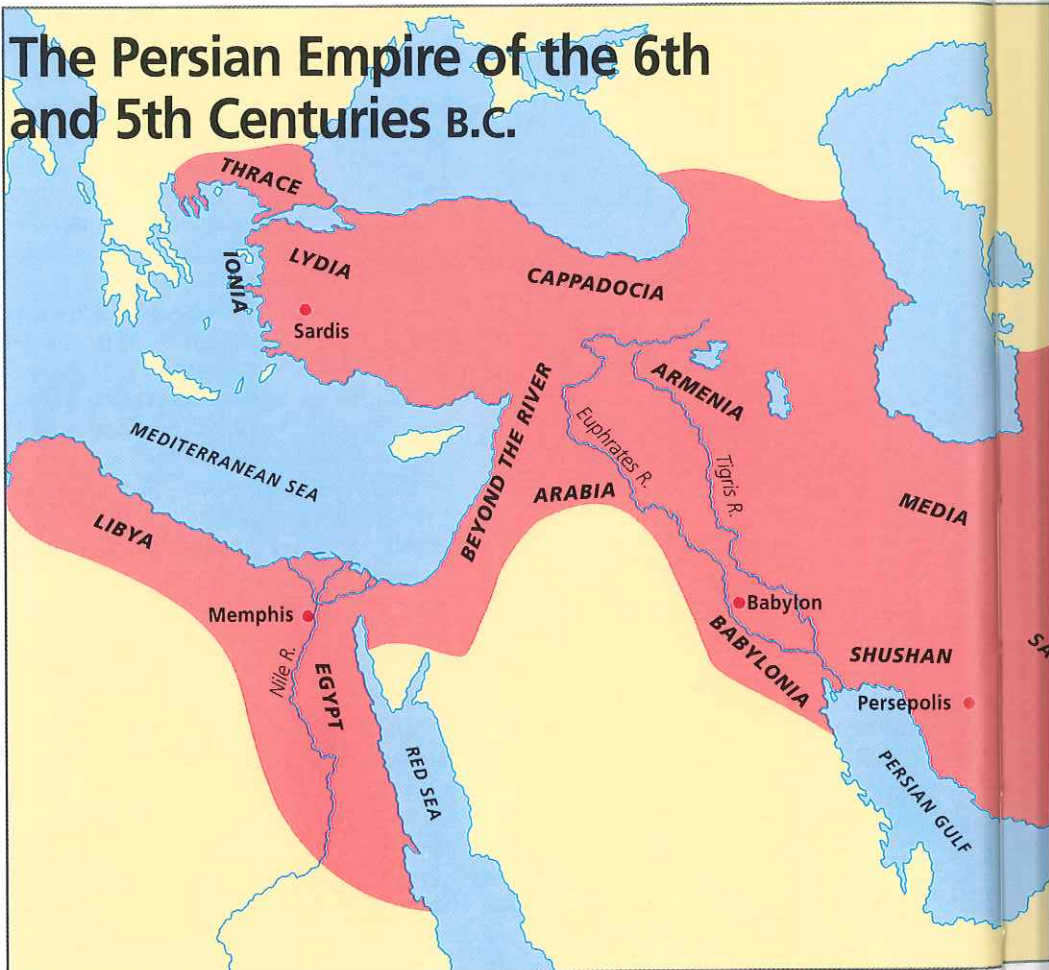 The Persian Empire of the 6th
and 5th Centuries B.C.
THRACE
LYDIA
IONIA
CAPPADOCIA
Sardis
ARMENIA
BEYOND THE RIVER
Euphrates R.
Tigris R.
MEDITERRANEAN SEA
ARABIA
MEDIA
LIBYA
Memphis
Babylon
BABYLONIA
SHUSHAN
SA
Nile R.
EGYPT
Persepolis
RED SEA
PERSIAN GULF